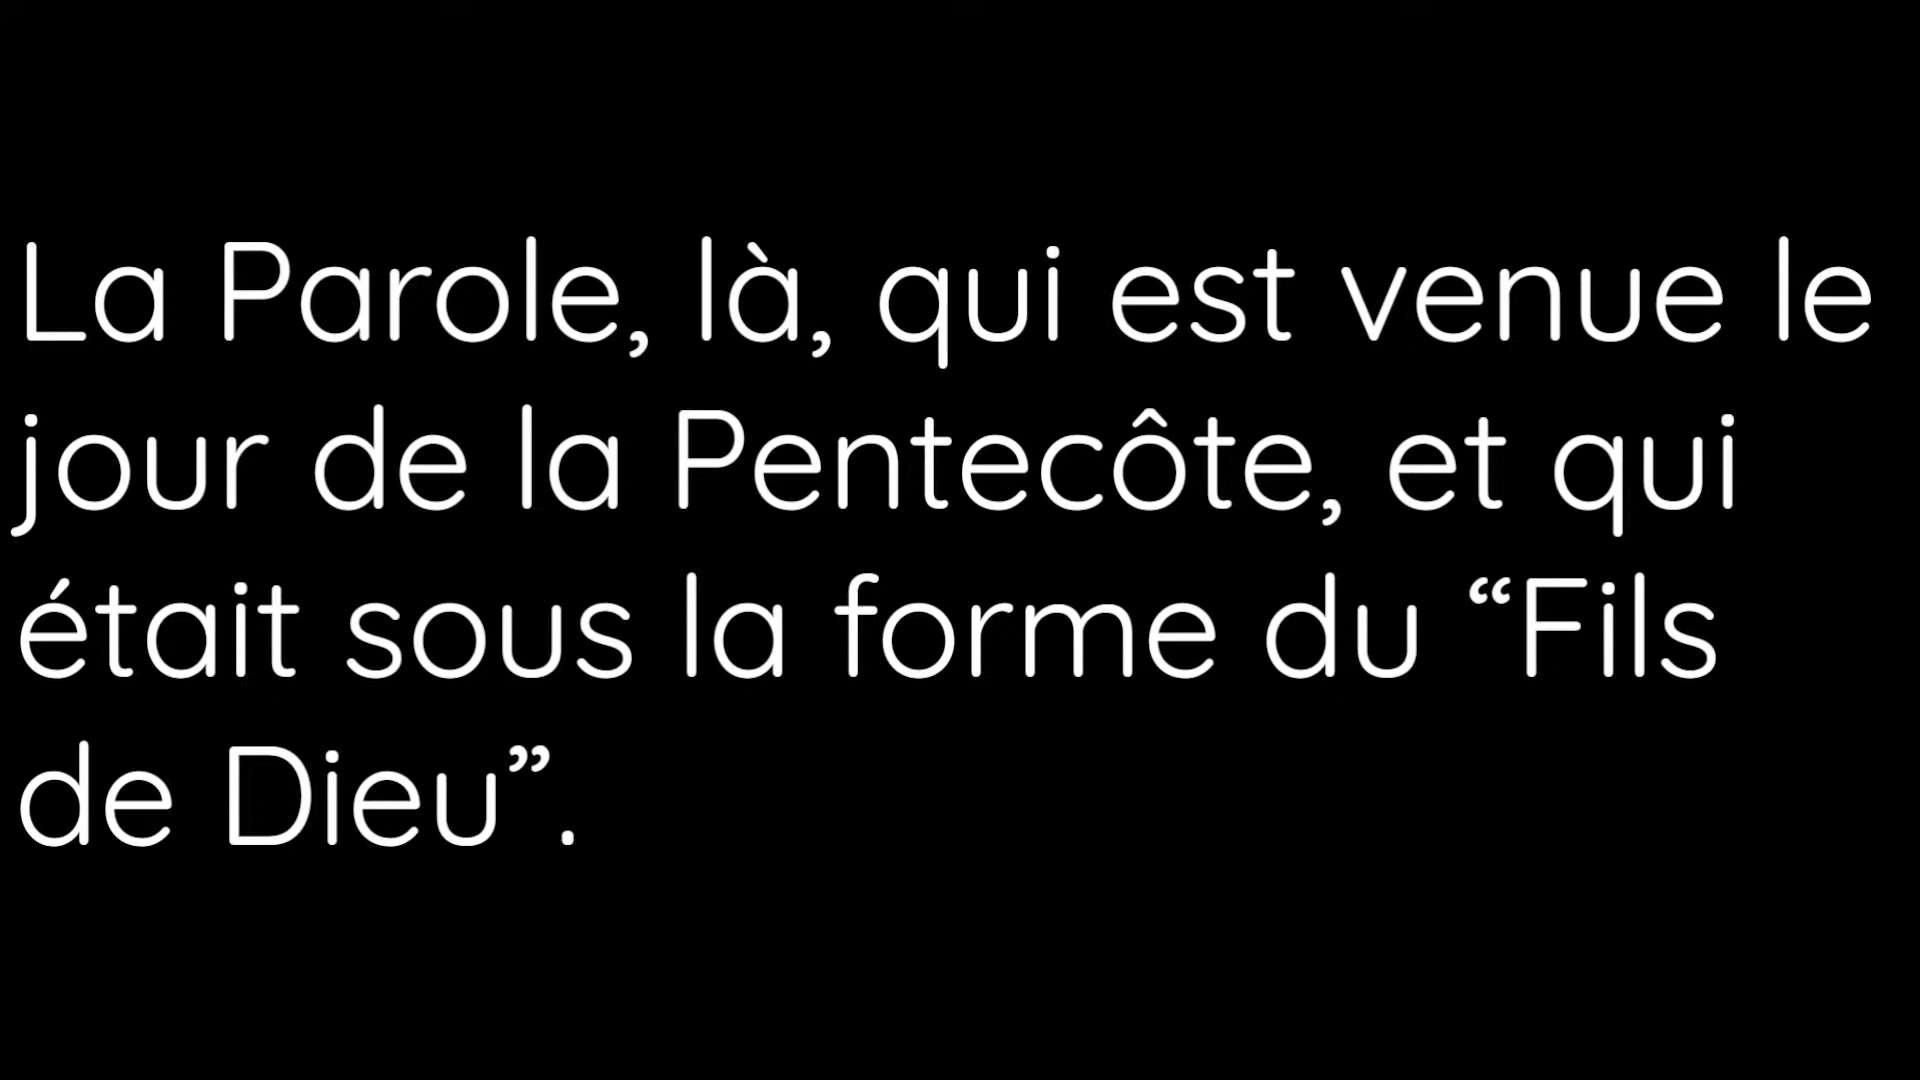 La Parole, là, qui est venue le
jour de la Pentecôte, et qui
était sous la forme du “Fils
de Dieu”.